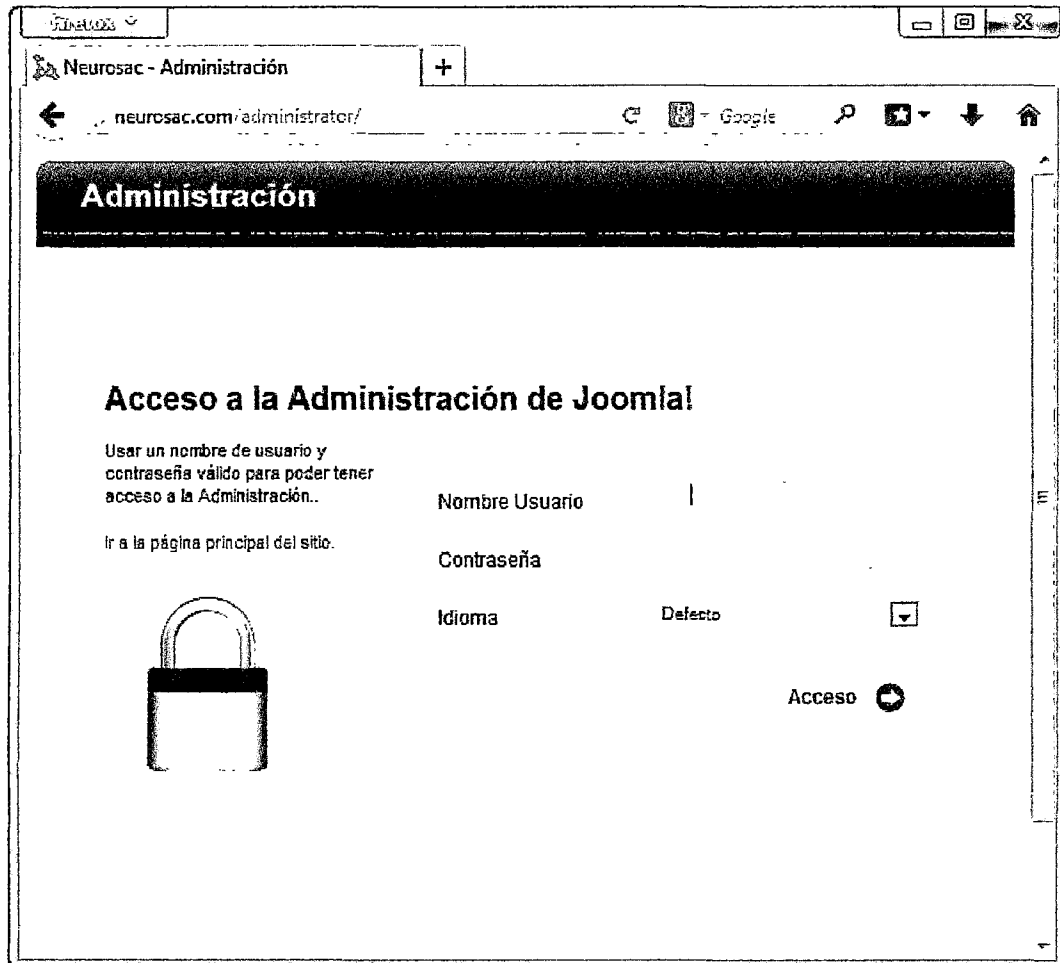 Firefox
Neurosac - Administración
+
neurosac.com/administrator/
Google
Administración
Acceso a la Administración de Joomla!
Usar un nombre de usuario y
contraseña válido para poder tener
acceso a la Administración..
Ir a la página principal del sitio.
Nombre Usuario
Contraseña
Idioma
Defecto
Acceso